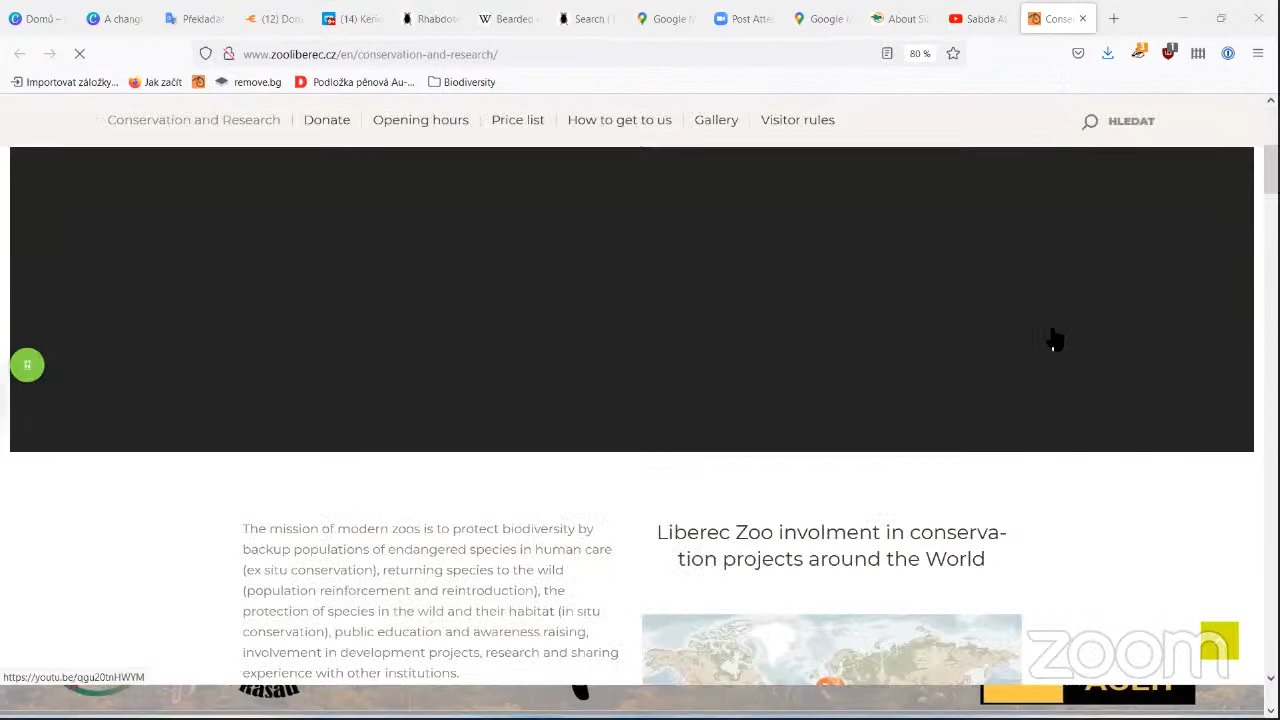 Domů –
A chang
Překlada
(12) Dor
(14) Keri
Rhabdot
Bearded
Search (
Google M
Post Atte
Google M
About Si
Sabda A
Conse
www.zooliberec.cz/en/conservation-and-research/
80 %
Importovat záložky...
Jak začít
remove.bg
Podložka pěnová Au-...
Biodiversity
Conservation and Research
Donate
Opening hours
Price list
How to get to us
Gallery
Visitor rules
HLEDAT
The mission of modern zoos is to protect biodiversity by
backup populations of endangered species in human care
(ex situ conservation), returning species to the wild
(population reinforcement and reintroduction), the
protection of species in the wild and their habitat (in situ
conservation), public education and awareness raising,
involvement in development projects, research and sharing
experience with other institutions.
Liberec Zoo involment in conserva-
tion projects around the World
zoom
https://youtu.be/qgu20tnHWYM